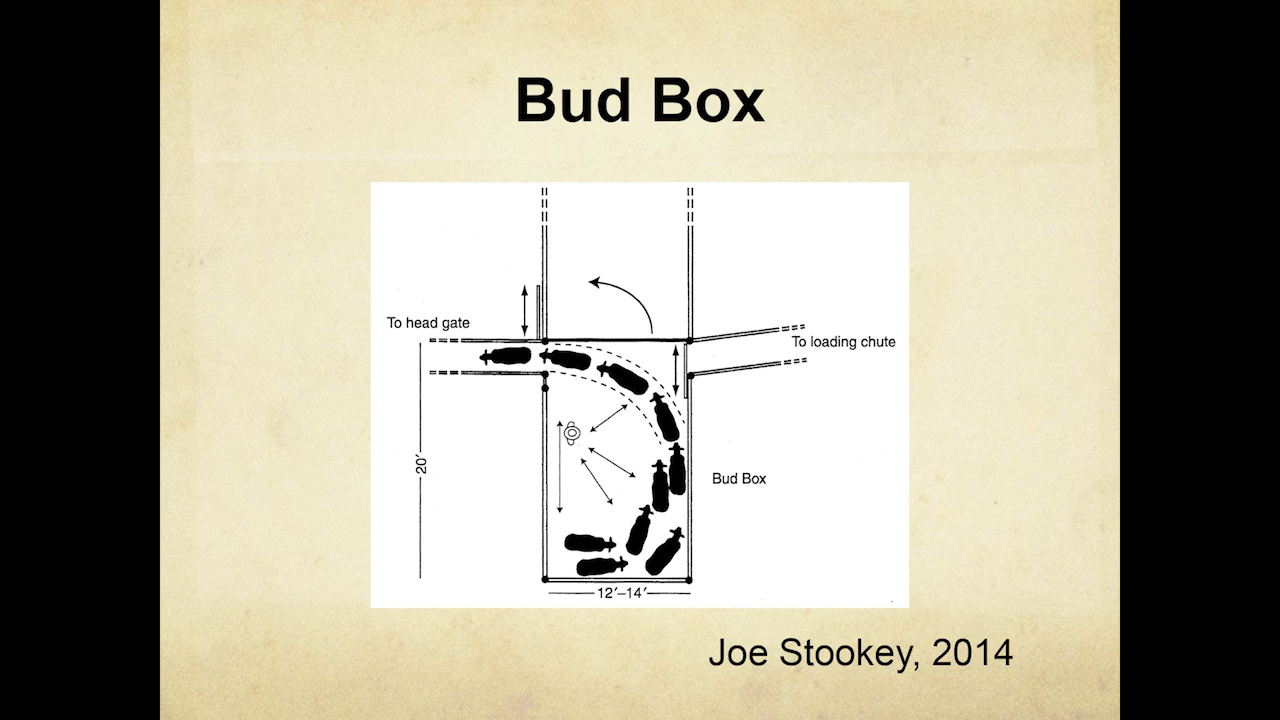 Bud Box
To head gate
To loading chute
20′
Bud Box
12′–14′
Joe Stookey, 2014